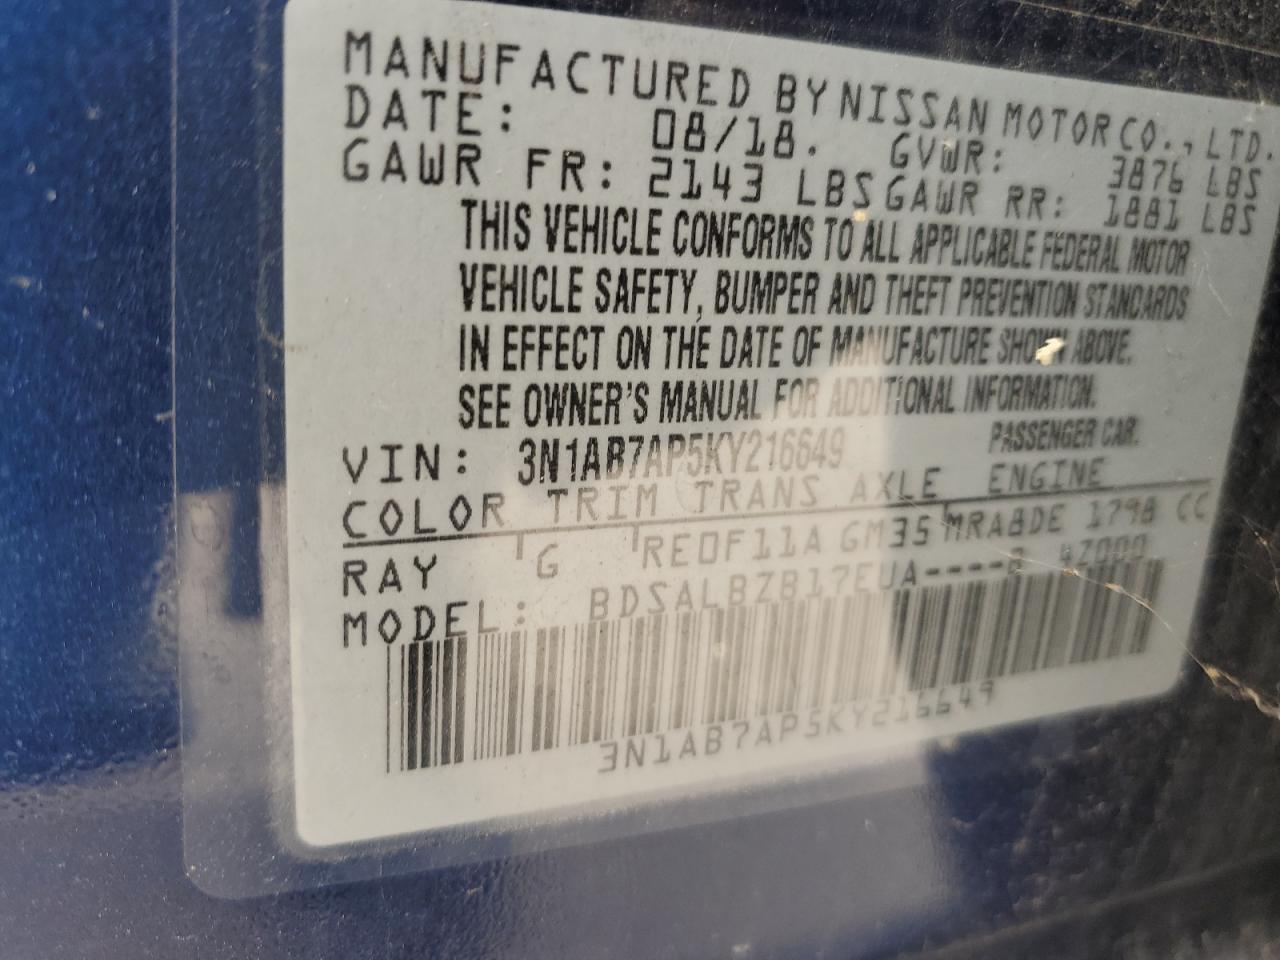 MANUFACTURED BY NISSAN MOTOR CO., LTD.
DATE: 08/18. GVWR: 3876 LBS
GAWR FR: 2143 LBS GAWR RR: 1881 LBS
THIS VEHICLE CONFORMS TO ALL APPLICABLE FEDERAL MOTOR
VEHICLE SAFETY, BUMPER AND THEFT PREVENTION STANDARDS
IN EFFECT ON THE DATE OF MANUFACTURE SHOWN ABOVE.
SEE OWNER'S MANUAL FOR ADDITIONAL INFORMATION.
VIN: 3N1AB7AP5KY216649 PASSENGER CAR.
COLOR TRIM TRANS AXLE ENGINE
RAY G RE0F11A GM35 MRA8DE 1798 CC
MODEL: BDSALBZB17EUA----
3N1AB7AP5KY216649